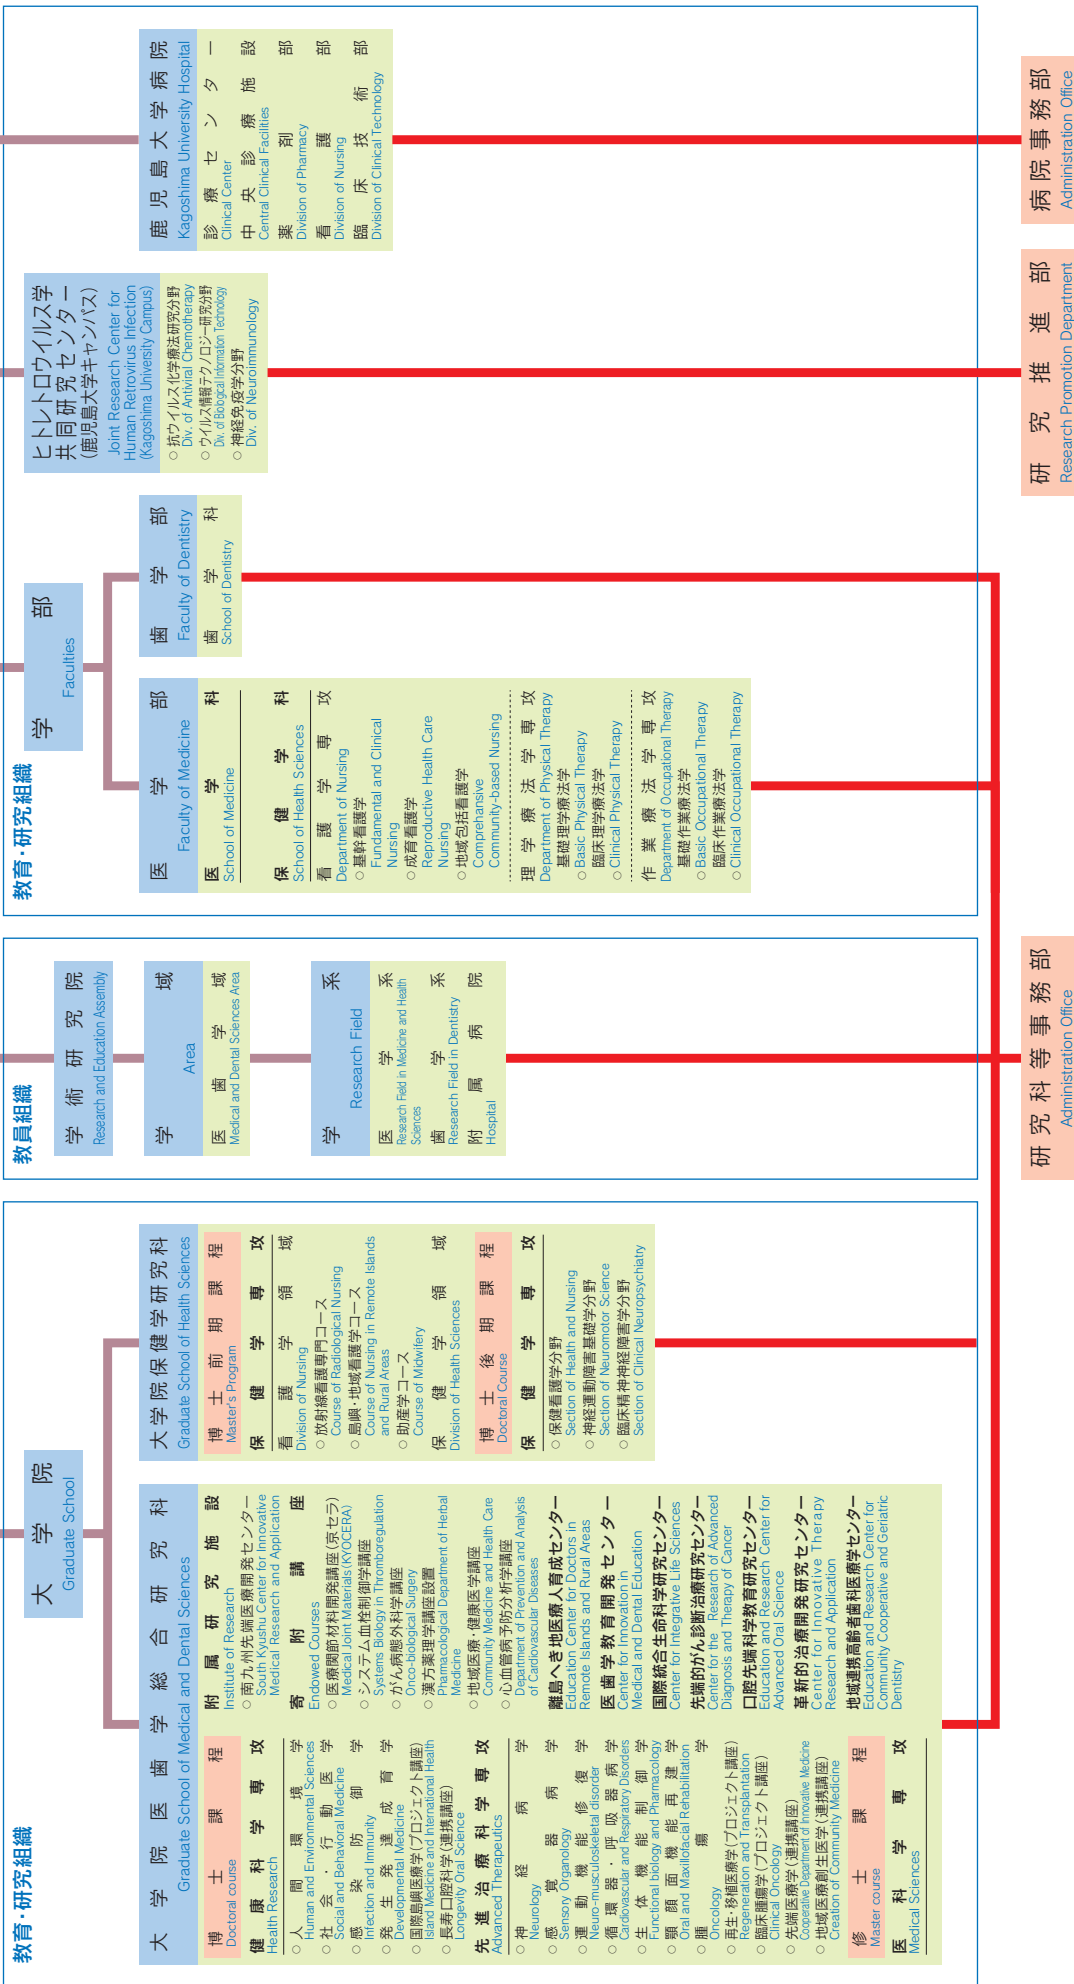 教育・研究組織
大学院
Graduate School
大学院医歯学総合研究科
Graduate School of Medical and Dental Sciences
博士課程
Doctoral course
健康科学専攻
Health Research
○人間環境学
Human and Environmental Sciences
○社会・行動医学
Social and Behavioral Medicine
○感染防御学
Infection and Immunity
○発生発達成育学
Developmental Medicine
○国際島嶼医療学(プロジェクト講座)
Island Medicine and International Health
○長寿口腔科学(連携講座)
Longevity Oral Science
先進治療科学専攻
Advanced Therapeutics
○神経病学
Neurology
○感覚器病学
Sensory Organology
○運動機能修復学
Neuro-musculoskeletal disorder
○循環器・呼吸器病学
Cardiovascular and Respiratory Disorders
○生体機能制御学
Functional biology and Pharmacology
○顎顔面機能再建学
Oral and Maxiliofacial Rehabilitation
○腫瘍学
Oncology
○再生・移植医療学(プロジェクト講座)
Regeneration and Transplantation
○臨床腫瘍学(プロジェクト講座)
Clinical Oncology
○先端医療学(連携講座)
Cooperative Department of Innovative Medicine
○地域医療創生医学(連携講座)
Creation of Community Medicine
修士課程
Master course
医科学専攻
Medical Sciences
附属研究施設
Institute of Research
○南九州先端医療開発センター
South Kyushu Center for Innovative
Medical Research and Application
寄附講座
Endowed Courses
○医療関節材料開発講座(京セラ)
Medical Joint Materials(KYOCERA)
○システム血栓制御学講座
Systems Biology in Thromboregulation
○がん病態外科学講座
Onco-biological Surgery
○漢方薬理学講座設置
Pharmacological Department of Herbal
Medicine
○地域医療・健康医学講座
Community Medicine and Health Care
○心血管病予防分析学講座
Department of Prevention and Analysis
of Cardiovascular Diseases
離島へき地医療人育成センター
Education Center for Doctors in
Remote Islands and Rural Areas
医歯学教育開発センター
Center for Innovation in
Medical and Dental Education
国際統合生命科学研究センター
Center for Integrative Life Sciences
先端的がん診断治療研究センター
Center for the Research of Advanced
Diagnosis and Therapy of Cancer
口腔先端科学教育研究センター
Education and Research Center for
Advanced Oral Science
革新的治療開発研究センター
Center for Innovative Therapy
Research and Application
地域連携高齢者歯科医療学センター
Education and Research Center for
Community Cooperative and Geriatric
Dentistry
大学院保健学研究科
Graduate School of Health Sciences
博士前期課程
Master's Program
保健学専攻
看護学領域
Division of Nursing
○放射線看護専門コース
Course of Radiological Nursing
○島嶼・地域看護学コース
Course of Nursing in Remote Islands
and Rural Areas
○助産学コース
Course of Midwifery
保健学領域
Division of Health Sciences
博士後期課程
Doctoral Course
保健学専攻
○保健看護学分野
Section of Health and Nursing
○神経運動障害基礎学分野
Section of Neuromotor Science
○臨床精神神経障害学分野
Section of Clinical Neuropsychiatry
教員組織
学術研究院
Research and Education Assembly
学域
Area
医歯学域
Medical and Dental Sciences Area
学系
Research Field
医学系
Research Field in Medicine and Health
Sciences
歯学系
Research Field in Dentistry
附属病院
Hospital
教育・研究組織
学部
Faculties
医学部
Faculty of Medicine
医学科
School of Medicine
保健学科
School of Health Sciences
看護学専攻
Department of Nursing
○基幹看護学
Fundamental and Clinical
Nursing
○成育看護学
Reproductive Health Care
Nursing
○地域包括看護学
Comprehansive
Community-based Nursing
理学療法学専攻
Department of Physical Therapy
基礎理学療法学
○Basic Physical Therapy
臨床理学療法学
○Clinical Physical Therapy
作業療法学専攻
Department of Occupational Therapy
基礎作業療法学
○Basic Occupational Therapy
臨床作業療法学
○Clinical Occupational Therapy
歯学部
Faculty of Dentistry
歯学科
School of Dentistry
ヒトレトロウイルス学
共同研究センター
(鹿児島大学キャンパス)
Joint Research Center for
Human Retrovirus Infection
(Kagoshima University Campus)
○抗ウイルス化学療法研究分野
Div. of Antiviral Chemotherapy
○ウイルス情報テクノロジー研究分野
Div. of Biological Information Technology
○神経免疫学分野
Div. of Neuroimmunology
鹿児島大学病院
Kagoshima University Hospital
診療センター
Clinical Center
中央診療施設
Central Clinical Facilities
薬剤部
Division of Pharmacy
看護部
Division of Nursing
臨床技術部
Division of Clinical Technology
研究科等事務部
Administration Office
研究推進部
Research Promotion Department
病院事務部
Administration Office